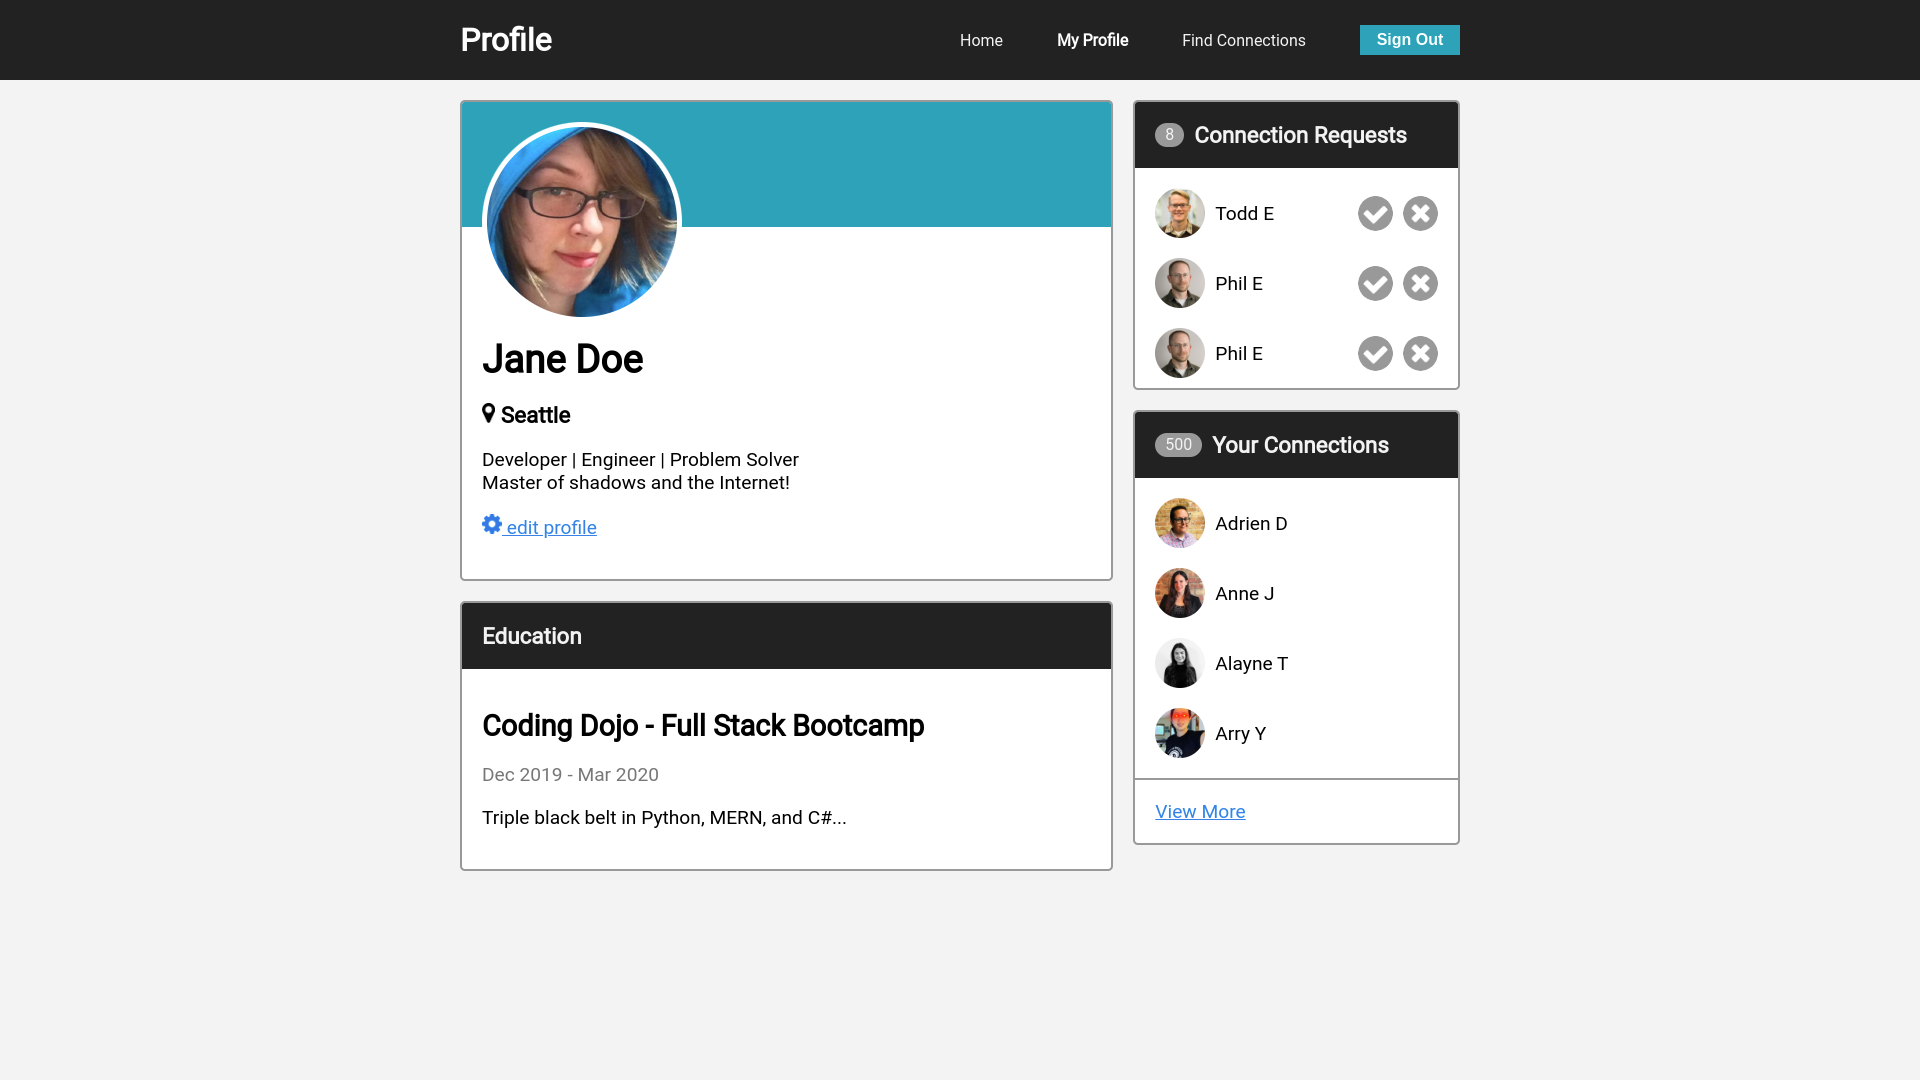 Profile
Home
My Profile
Find Connections
Sign Out
Jane Doe
Seattle
Developer | Engineer | Problem Solver
Master of shadows and the Internet!
edit profile
Education
Coding Dojo - Full Stack Bootcamp
Dec 2019 - Mar 2020
Triple black belt in Python, MERN, and C#...
8 Connection Requests
Todd E
Phil E
Phil E
500 Your Connections
Adrien D
Anne J
Alayne T
Arry Y
View More